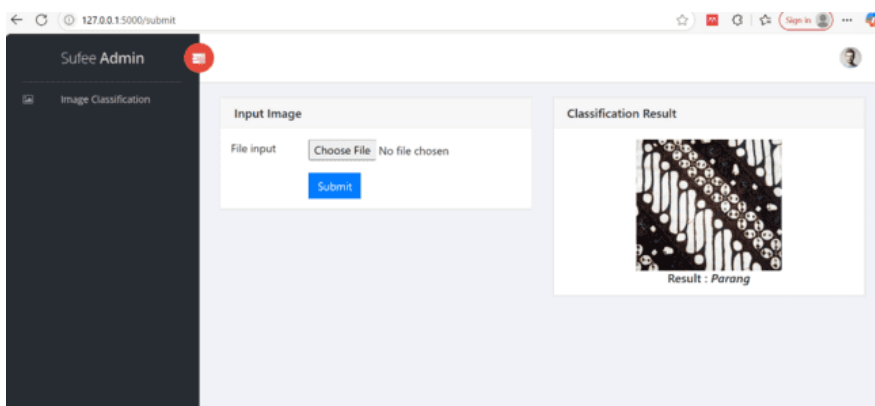 127.0.0.1:5000/submit
Sign in
Sufee Admin
Image Classification
Input Image
File input
Choose File No file chosen
Submit
Classification Result
Result : Parang